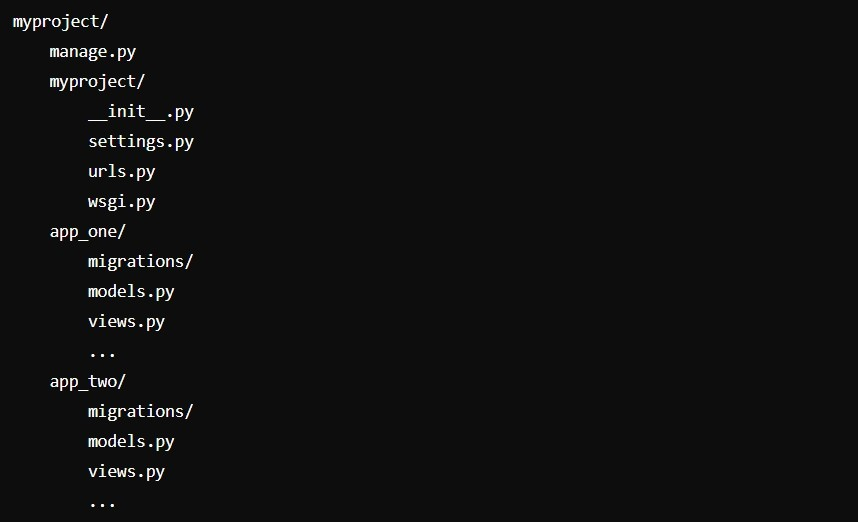 myproject/
    manage.py
    myproject/
        __init__.py
        settings.py
        urls.py
        wsgi.py
    app_one/
        migrations/
        models.py
        views.py
        ...
    app_two/
        migrations/
        models.py
        views.py
        ...